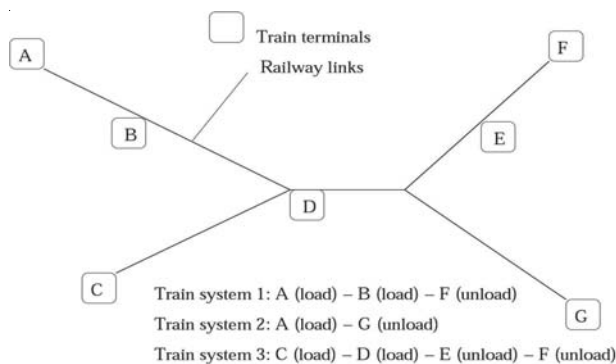 A
Train terminals
F
Railway links
B
E
D
C
Train system 1: A (load) – B (load) – F (unload)
G
Train system 2: A (load) – G (unload)
Train system 3: C (load) – D (load) – E (unload) – F (unload)